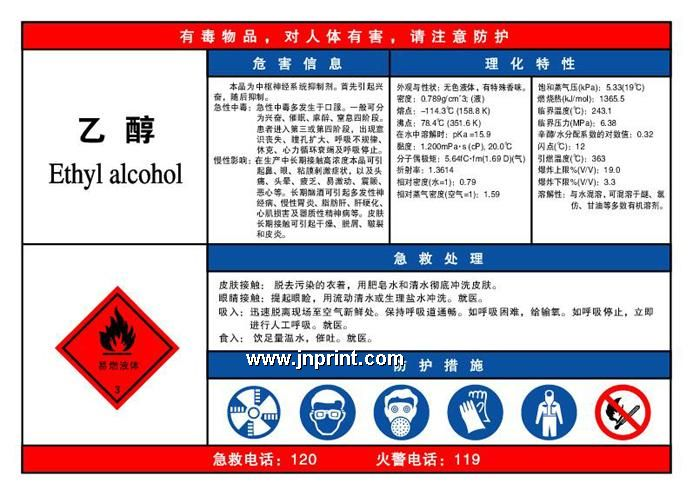 有毒物品，对人体有害，请注意防护
乙 醇
Ethyl alcohol
危 害 信 息
本品为中枢神经系统抑制剂。首先引起兴
奋，随后抑制。
急性中毒：急性中毒多发生于口服。一般可分
为兴奋、催眠、麻醉、窒息四阶段。
患者进入第三或第四阶段，出现意
识丧失、瞳孔扩大、呼吸不规律、
休克、心力循环衰竭及呼吸停止。
慢性影响：在生产中长期接触高浓度本品可引
起鼻、眼、粘膜刺激症状，以及头
痛、头晕、疲乏、易激动、震颤、
恶心等。长期酗酒可引起多发性神
经病、慢性胃炎、脂肪肝、肝硬化、
心肌损害及器质性精神病等。皮肤
长期接触可引起干燥、脱屑、皲裂
和皮炎。
理 化 特 性
外观与性状：无色液体，有特殊香味。
密度：0.789g/cm^3; (液)
熔点：–114.3℃ (158.8 K)
沸点：78.4℃ (351.6 K)
在水中溶解时：pKa =15.9
黏度：1.200mPa·s (cP), 20.0℃
分子偶极矩：5.64fC·fm(1.69 D)(气)
折射率：1.3614
相对密度(水=1)：0.79
相对蒸气密度(空气=1)：1.59
饱和蒸气压(kPa)：5.33(19℃)
燃烧热(kJ/mol)：1365.5
临界温度(℃)：243.1
临界压力(MPa)：6.38
辛醇/水分配系数的对数值：0.32
闪点(℃)：12
引燃温度(℃)：363
爆炸上限%(V/V)：19.0
爆炸下限%(V/V)：3.3
溶解性：与水混溶，可混溶于醚、氯
仿、甘油等多数有机溶剂。
急 救 处 理
皮肤接触： 脱去污染的衣着，用肥皂水和清水彻底冲洗皮肤。
眼睛接触：提起眼睑，用流动清水或生理盐水冲洗。就医。
吸入：迅速脱离现场至空气新鲜处。保持呼吸道通畅。如呼吸困难，给输氧。如呼吸停止，立即
进行人工呼吸。就医。
食入： 饮足量温水，催吐。就医。
www.jnprint.com
防 护 措 施
易燃液体
3
急救电话：120 火警电话：119